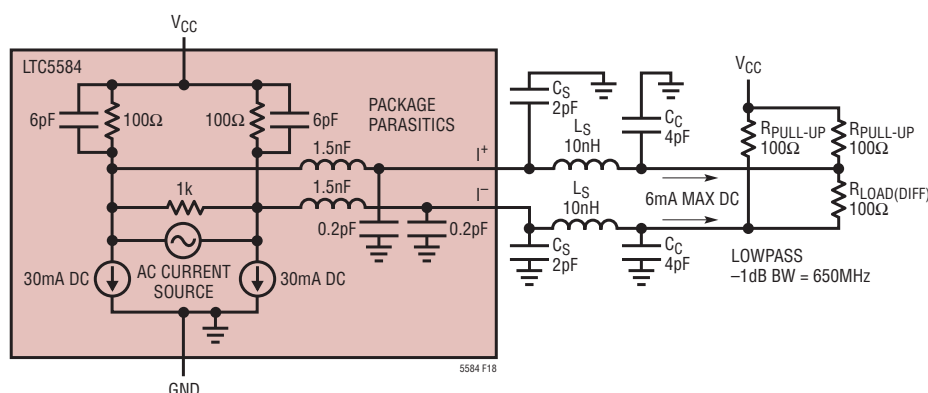 VCC
LTC5584
6pF
100Ω
100Ω
6pF
PACKAGE
PARASITICS
1.5nF
I+
1.5nF
I–
1k
0.2pF
0.2pF
30mA DC
AC CURRENT
SOURCE
30mA DC
GND
5584 F18
CS
2pF
LS
10nH
CC
4pF
6mA MAX DC
LS
10nH
CS
2pF
CC
4pF
VCC
RPULL-UP
100Ω
RPULL-UP
100Ω
RLOAD(DIFF)
100Ω
LOWPASS
–1dB BW = 650MHz